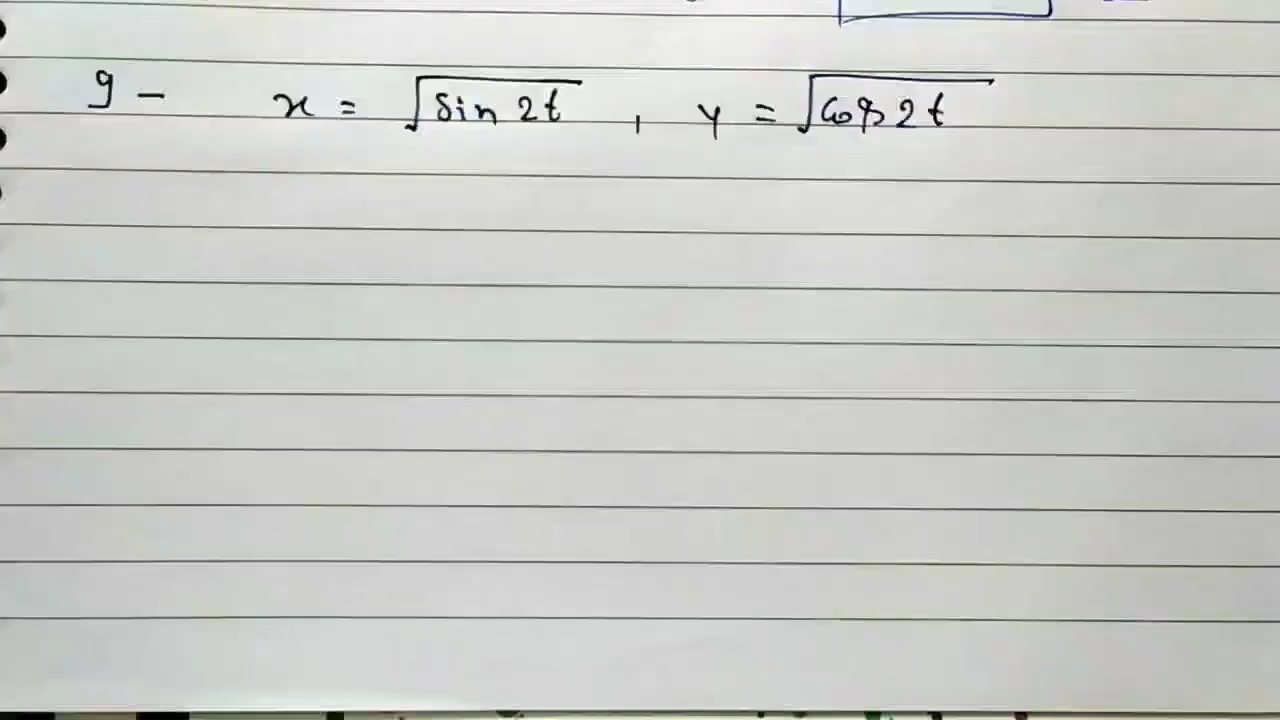 9 – x = √sin 2t , y = √cos 2t